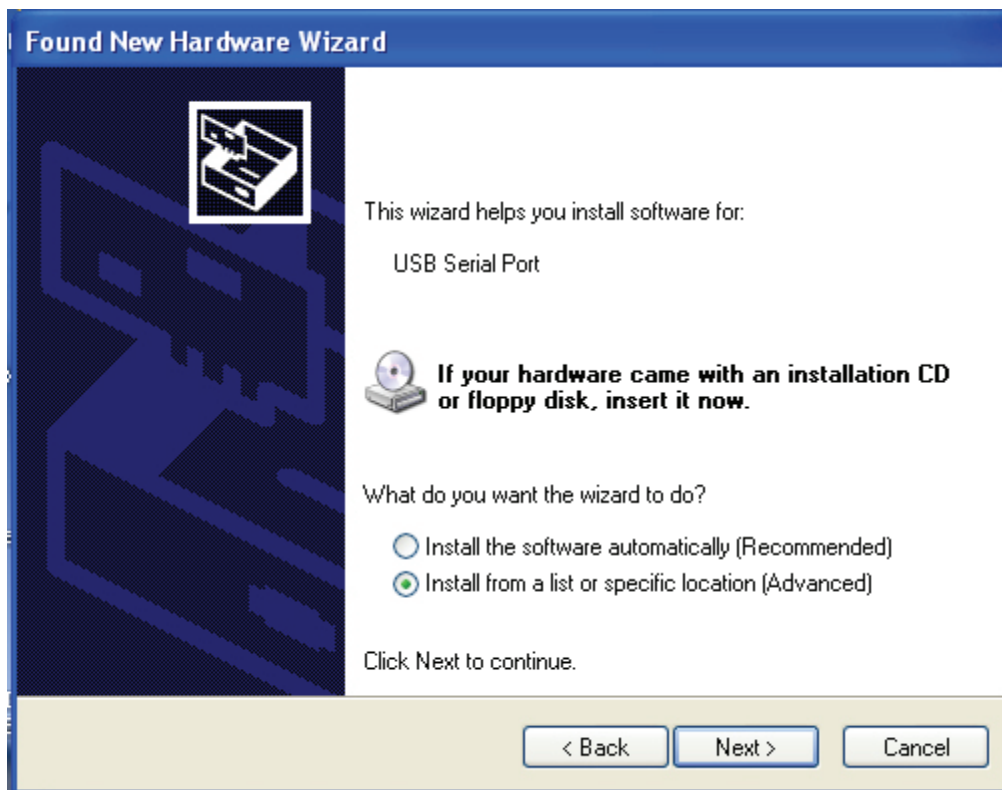 Found New Hardware Wizard
This wizard helps you install software for:
USB Serial Port
If your hardware came with an installation CD
or floppy disk, insert it now.
What do you want the wizard to do?
Install the software automatically (Recommended)
Install from a list or specific location (Advanced)
Click Next to continue.
< Back Next > Cancel